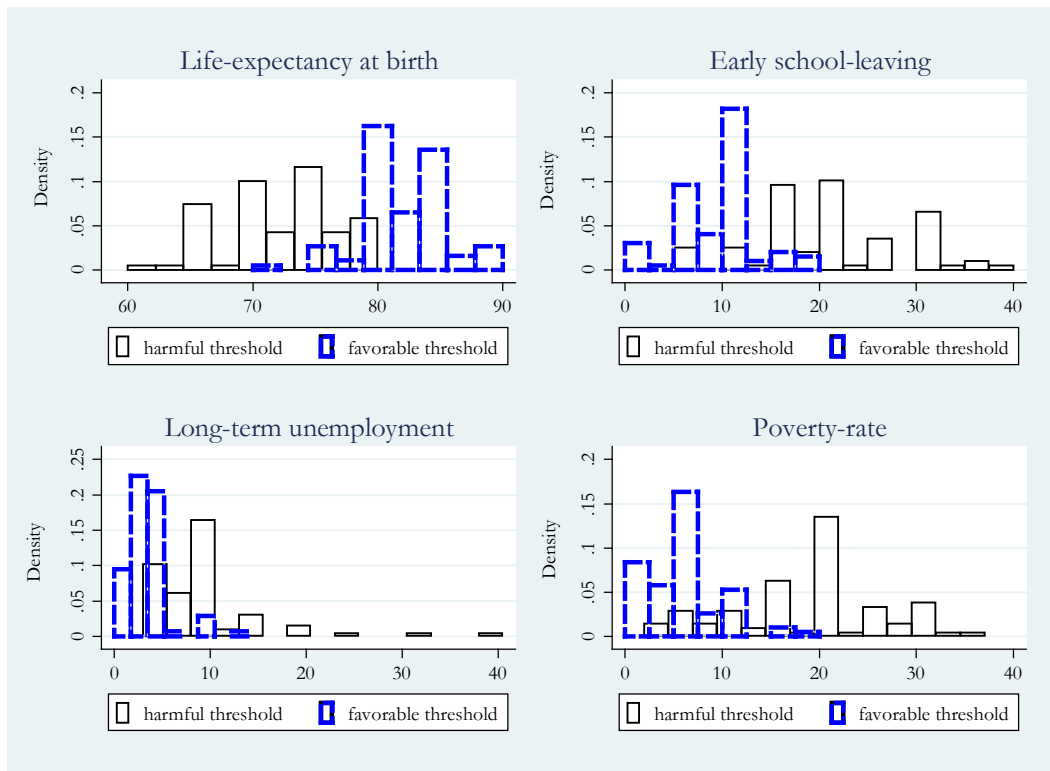 Life-expectancy at birth
Density
.2
.15
.1
.05
0
60 70 80 90
harmful threshold favorable threshold
Early school-leaving
Density
.2
.15
.1
.05
0
0 10 20 30 40
harmful threshold favorable threshold
Long-term unemployment
Density
.25
.2
.15
.1
.05
0
0 10 20 30 40
harmful threshold favorable threshold
Poverty-rate
Density
.2
.15
.1
.05
0
0 10 20 30 40
harmful threshold favorable threshold